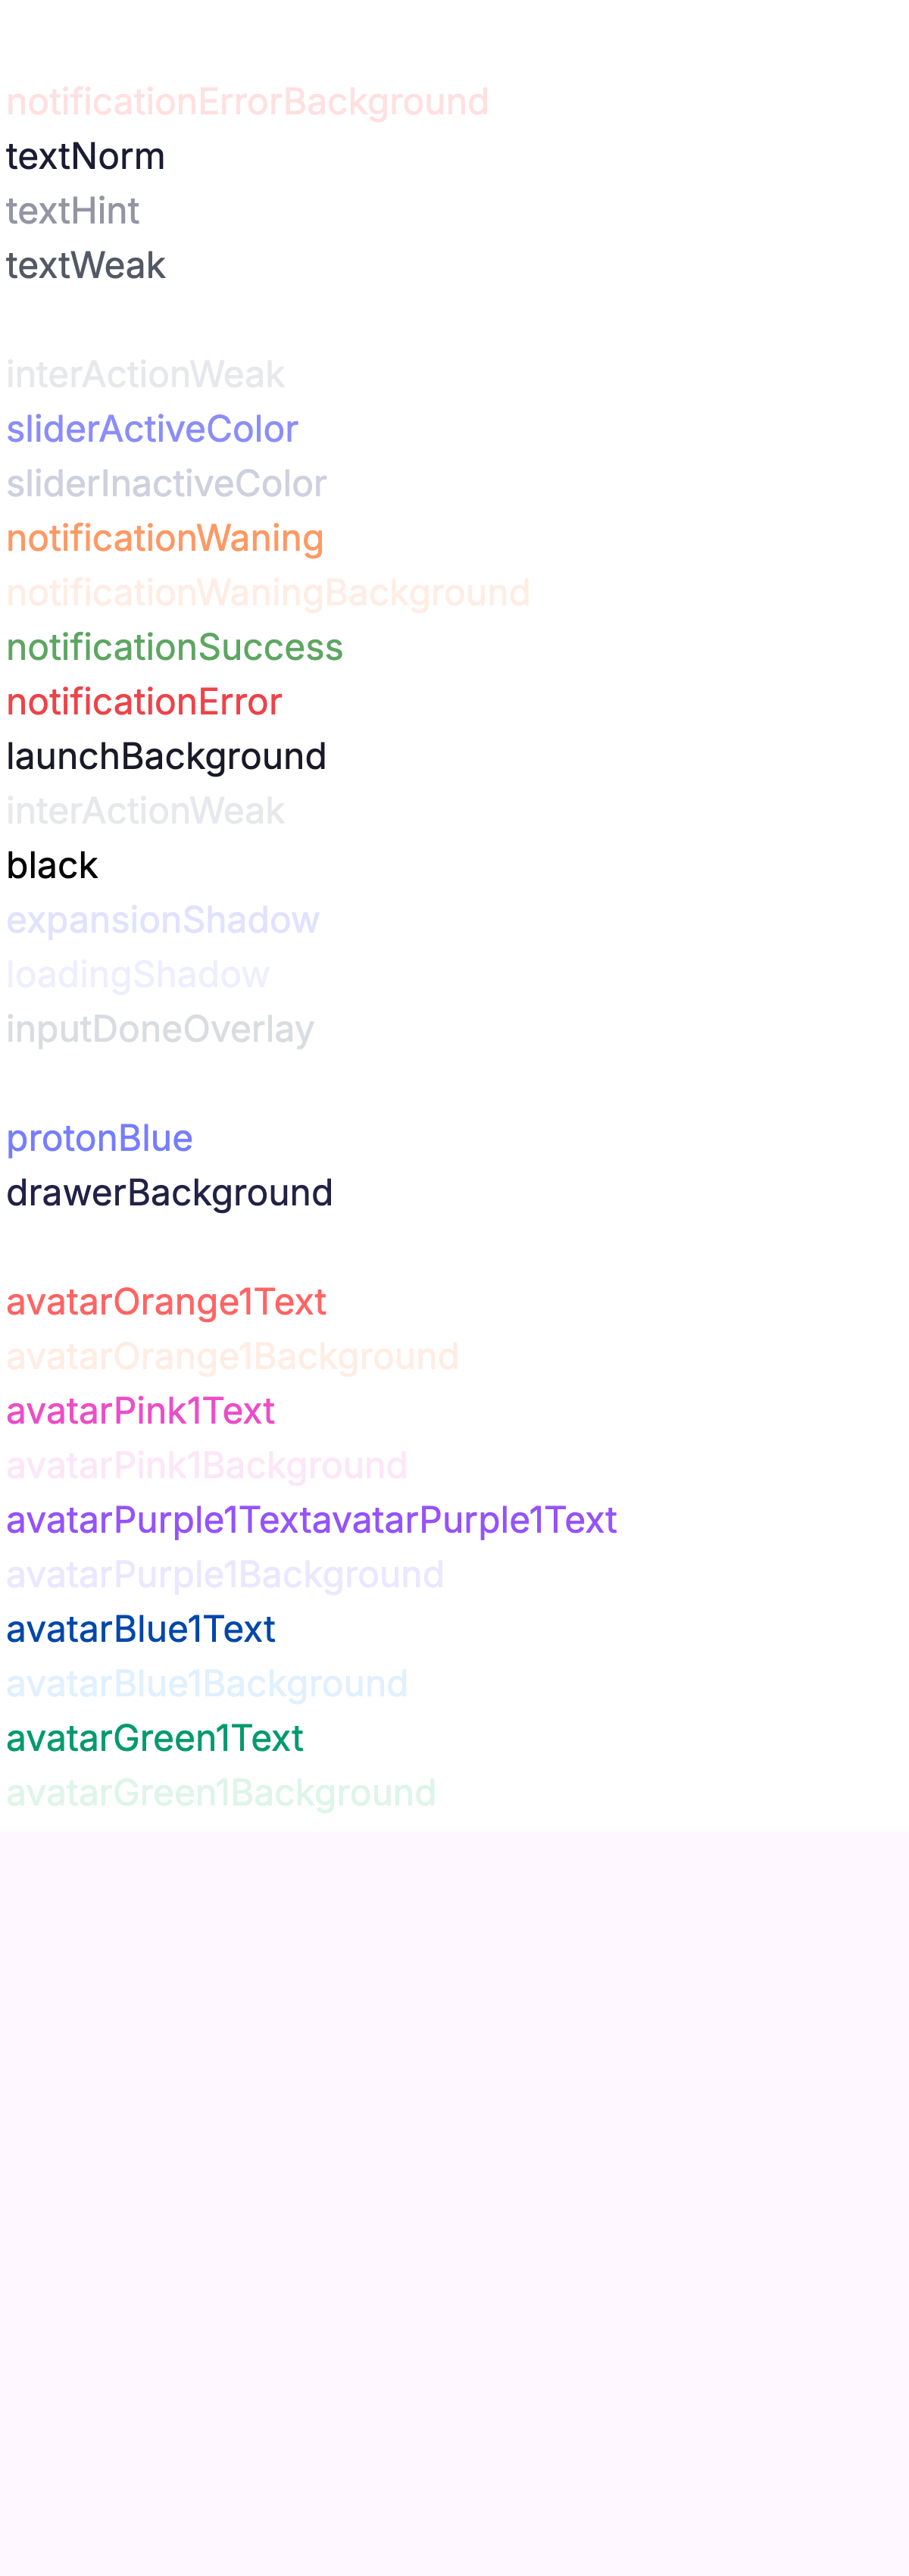 notificationErrorBackground
textNorm
textHint
textWeak
interActionWeak
sliderActiveColor
sliderInactiveColor
notificationWaning
notificationWaningBackground
notificationSuccess
notificationError
launchBackground
interActionWeak
black
expansionShadow
loadingShadow
inputDoneOverlay
protonBlue
drawerBackground
avatarOrange1Text
avatarOrange1Background
avatarPink1Text
avatarPink1Background
avatarPurple1TextavatarPurple1Text
avatarPurple1Background
avatarBlue1Text
avatarBlue1Background
avatarGreen1Text
avatarGreen1Background